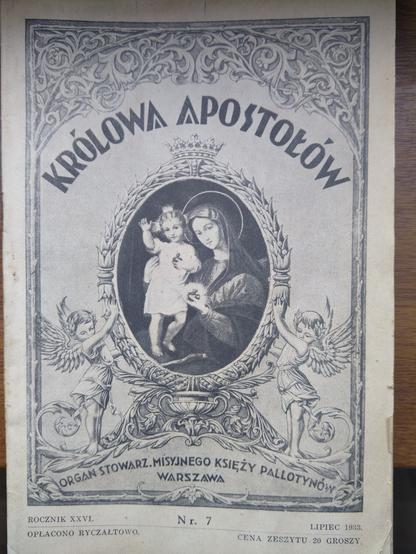 KRÓLOWA APOSTOŁÓW
ORGAN STOWARZ. MISYJNEGO KSIĘŻY PALLOTYNÓW
WARSZAWA
ROCZNIK XXVI.
OPŁACONO RYCZAŁTOWO.
Nr. 7
LIPIEC 1933.
CENA ZESZYTU 20 GROSZY.